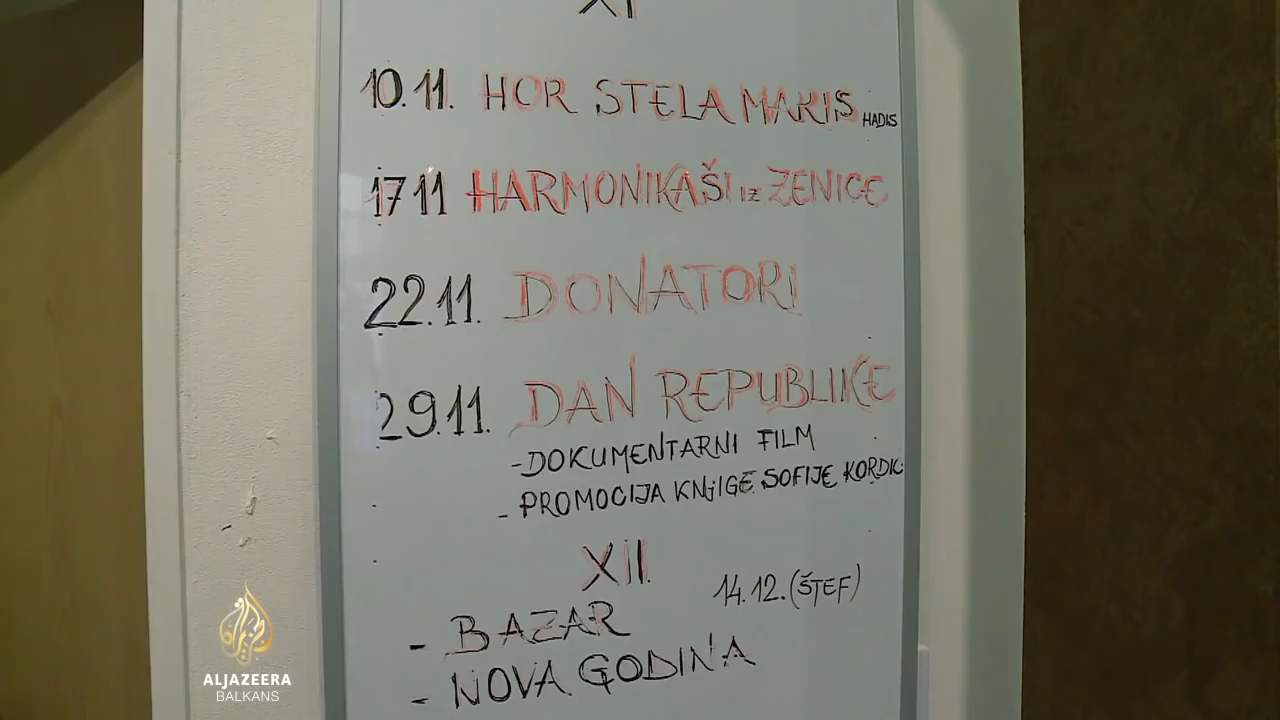 XI
10.11. HOR STELA MARIS HADIS
17 11 HARMONIKAŠI IZ ZENICE
22.11. DONATORI
29.11. DAN REPUBLIKE
- DOKUMENTARNI FILM
- PROMOCIJA KNJIGE SOFIJE KORDIĆ
XII.
14.12. (ŠTEF)
- BAZAR
- NOVA GODINA
ALJAZEERA
BALKANS